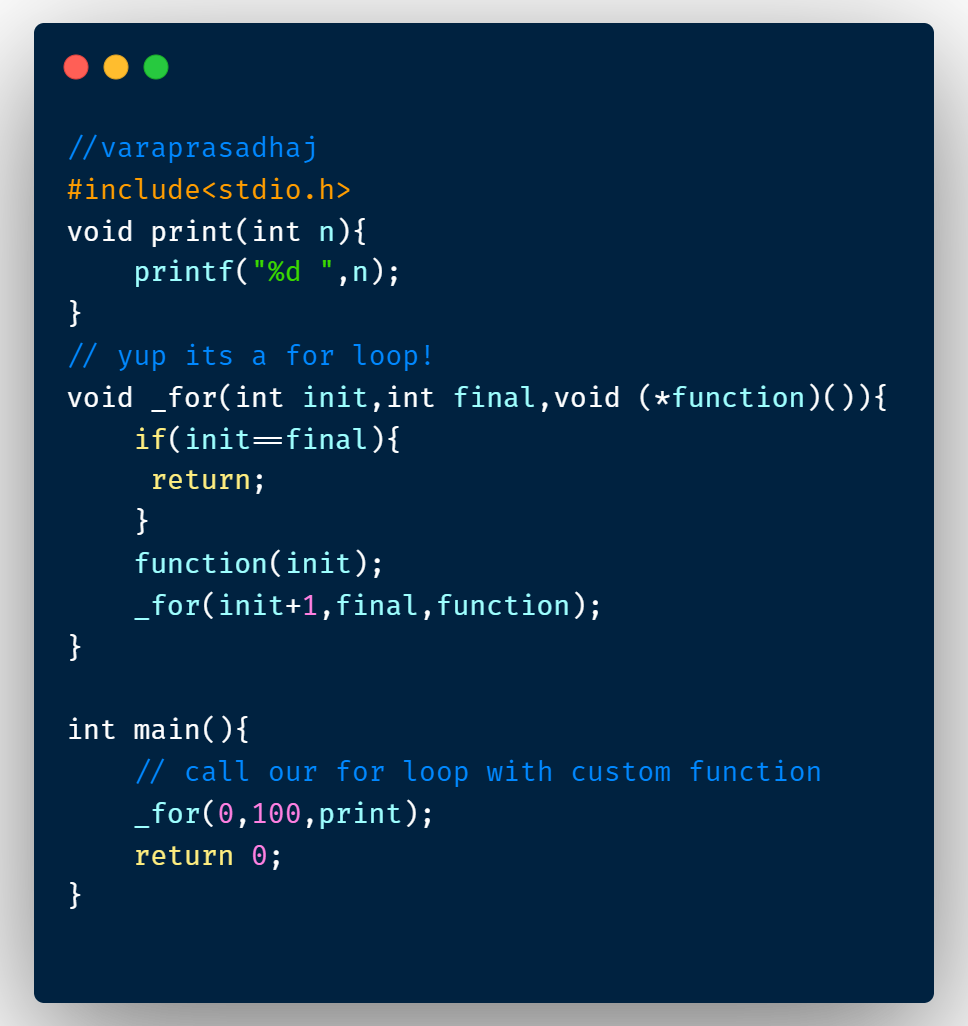 //varaprasadhaj
#include<stdio.h>
void print(int n){
    printf("%d ",n);
}
// yup its a for loop!
void _for(int init,int final,void (*function)()){
    if(init==final){
     return;
    }
    function(init);
    _for(init+1,final,function);
}

int main(){
    // call our for loop with custom function
    _for(0,100,print);
    return 0;
}